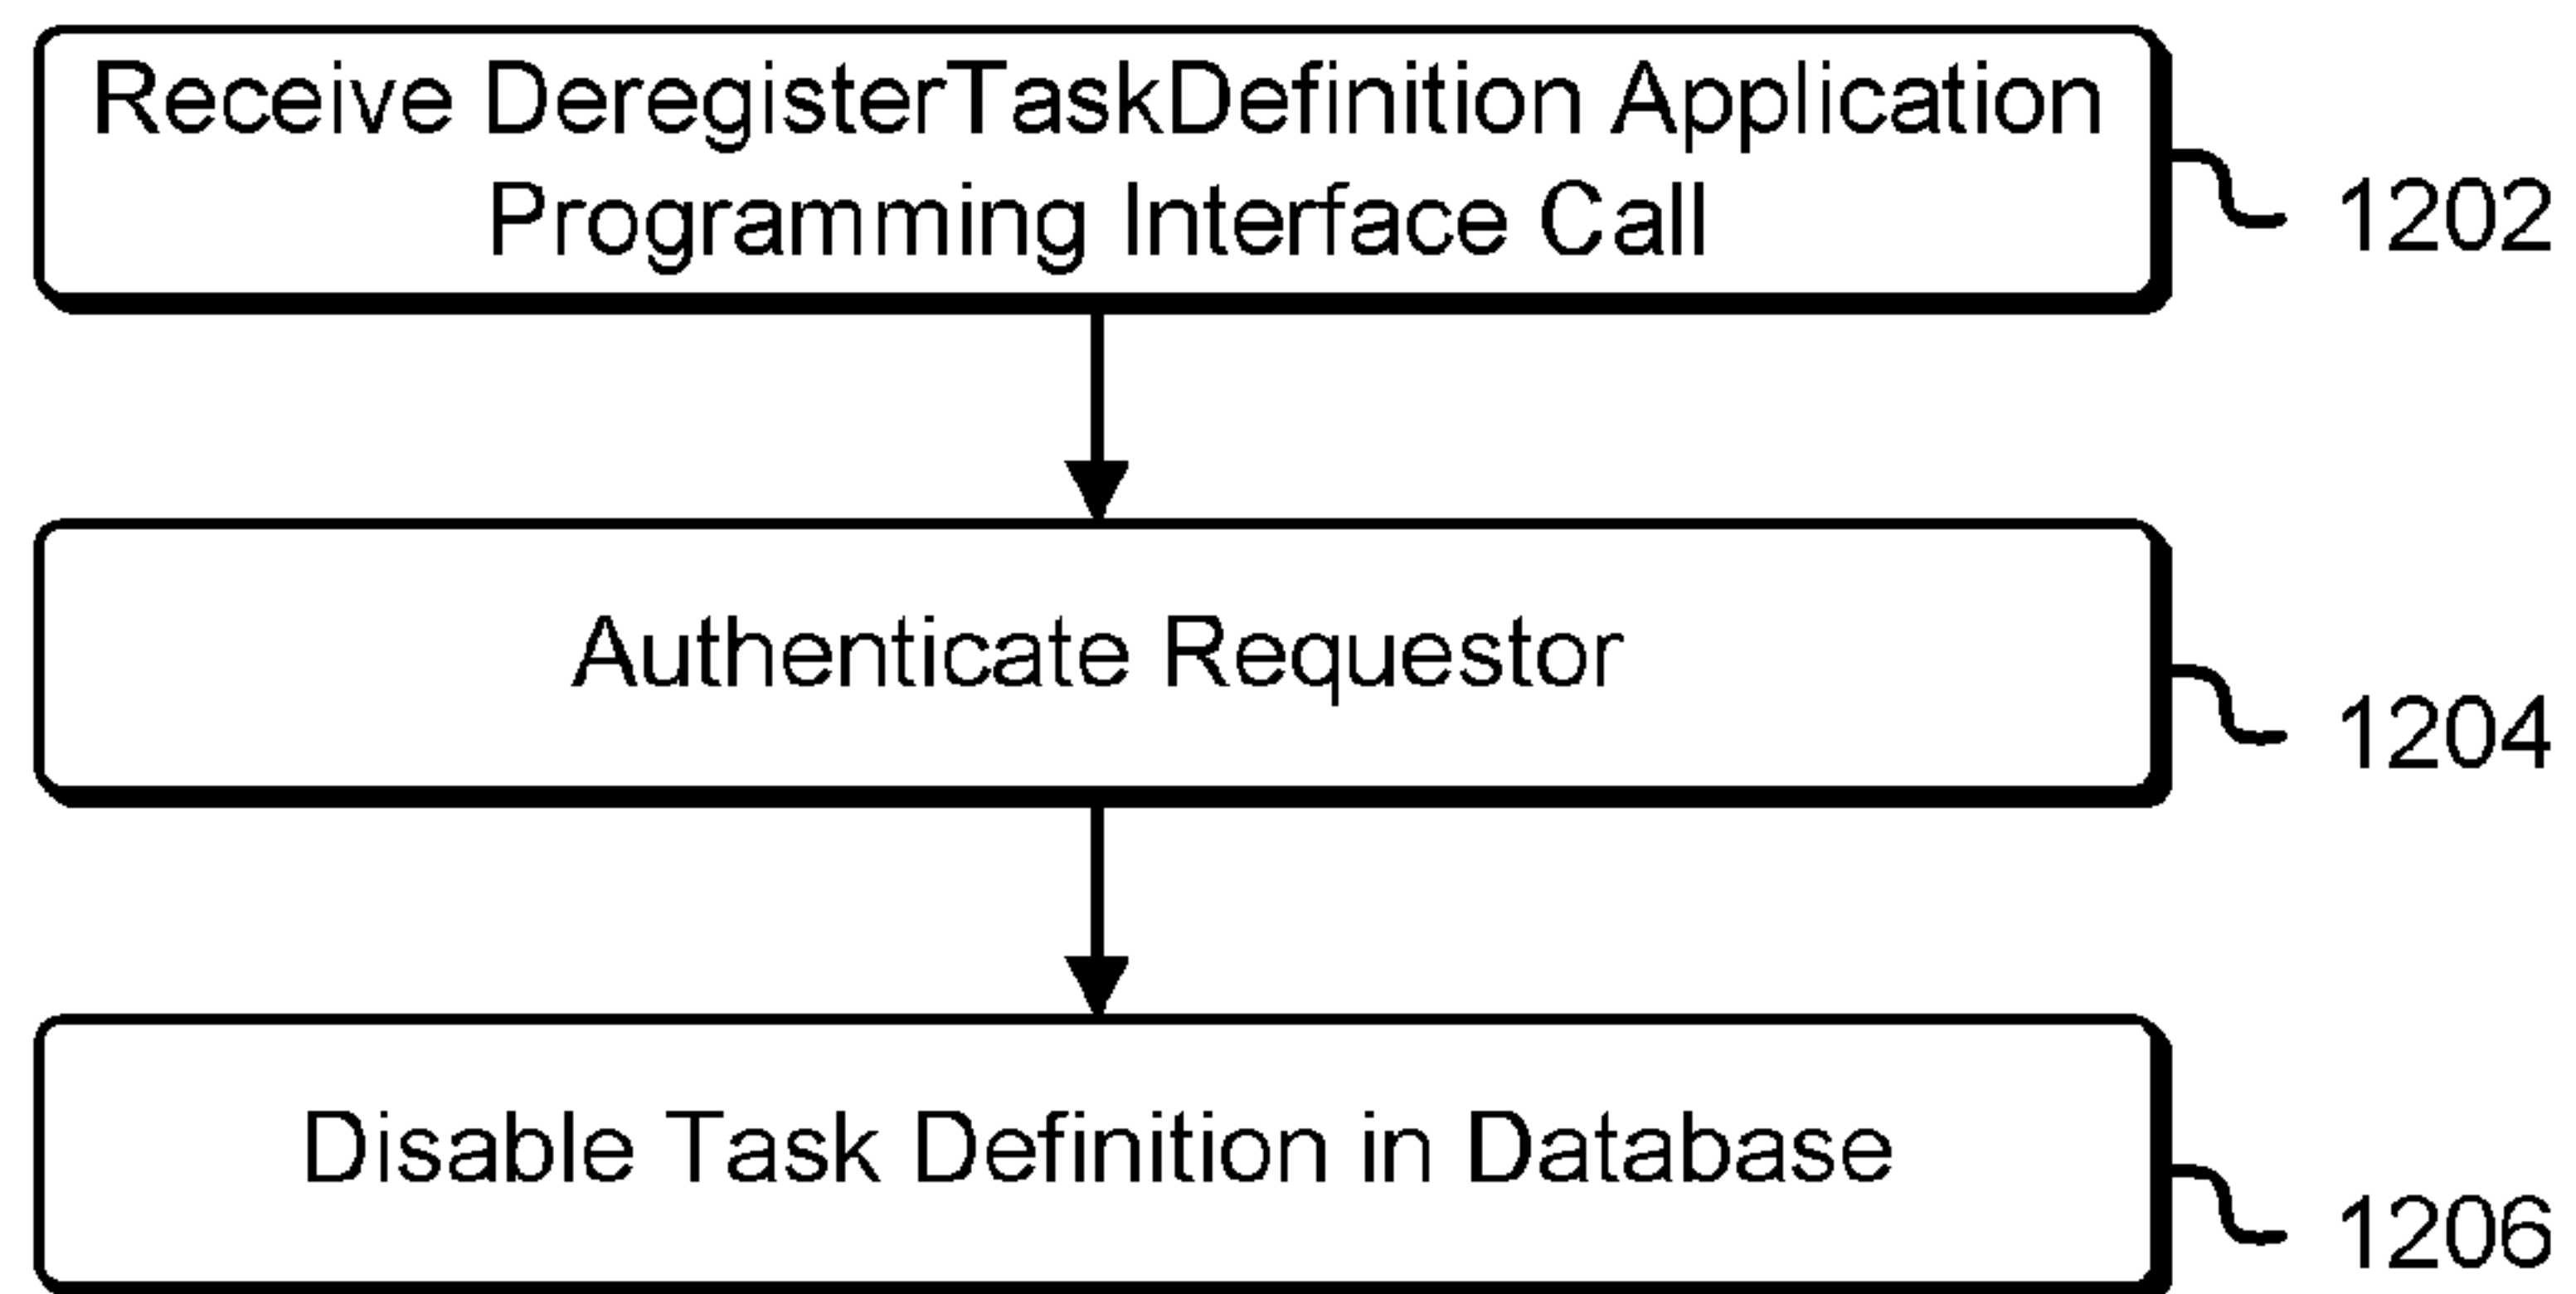 Receive DeregisterTaskDefinition Application
Programming Interface Call
1202
Authenticate Requestor
1204
Disable Task Definition in Database
1206